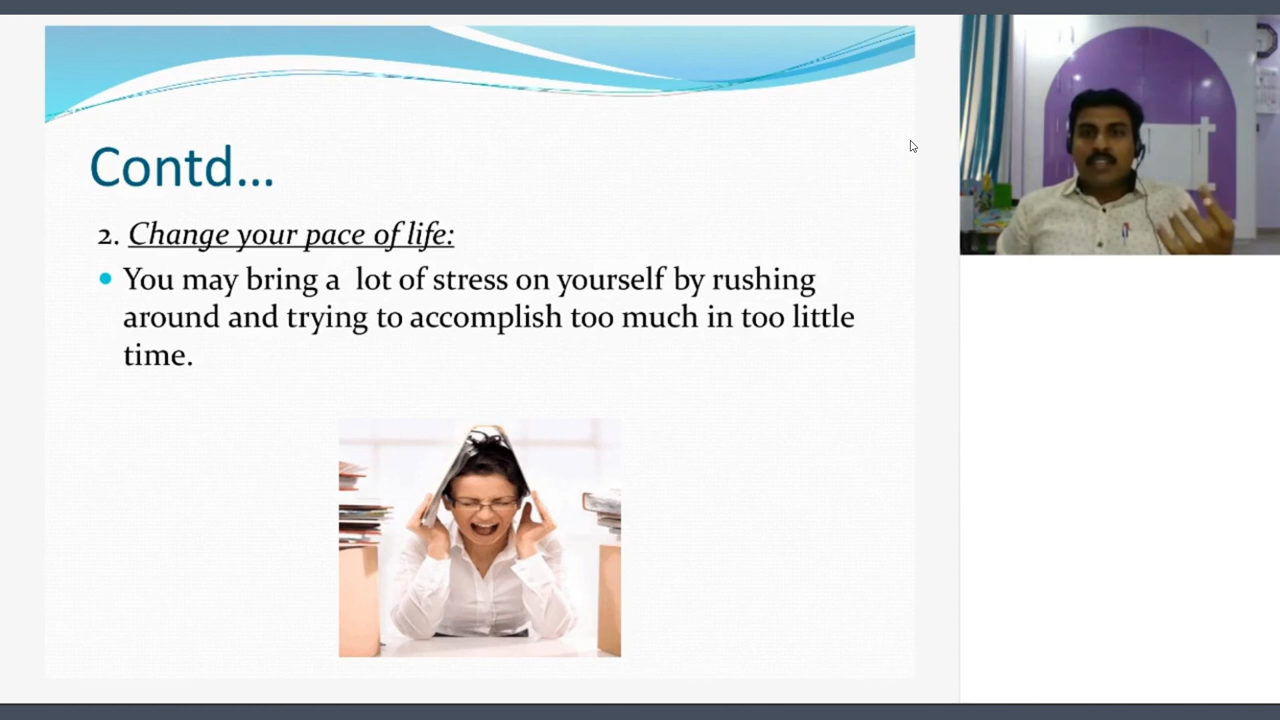 Contd...
2. Change your pace of life:
You may bring a  lot of stress on yourself by rushing
around and trying to accomplish too much in too little
time.